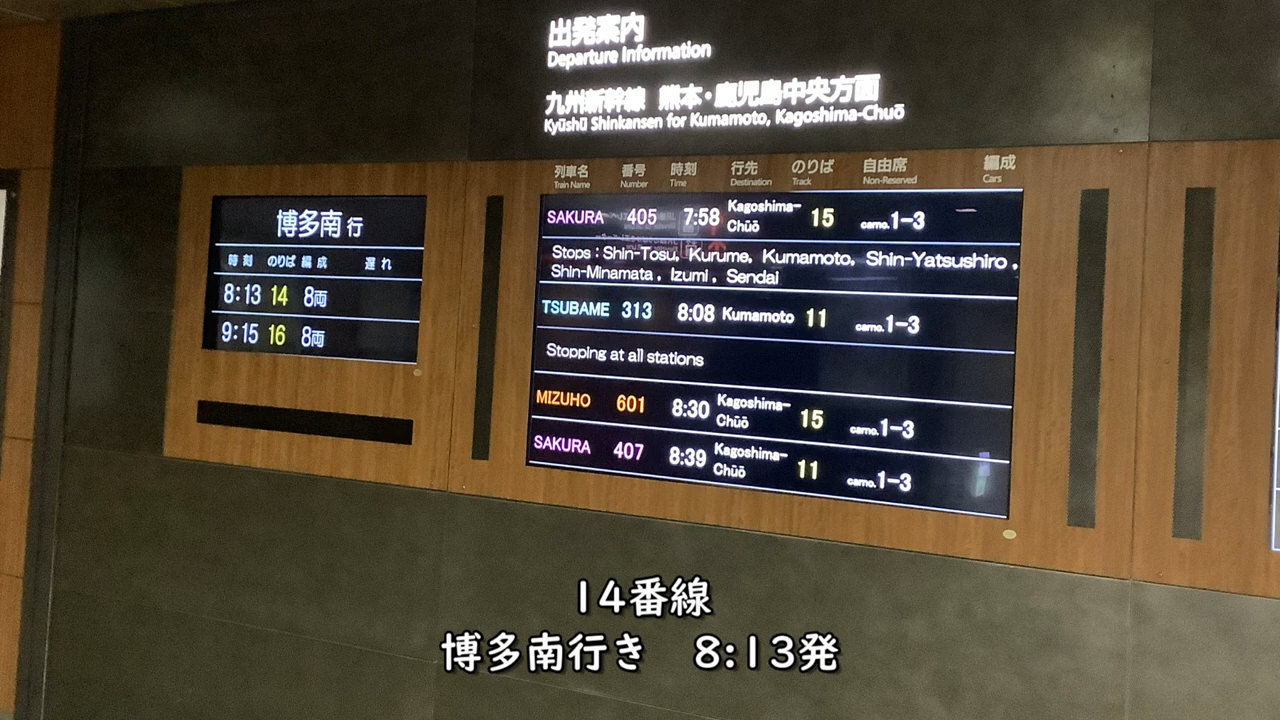 出発案内
Departure Information
九州新幹線 熊本・鹿児島中央方面
Kyūshū Shinkansen for Kumamoto, Kagoshima-Chuō
列車名 番号 時刻 行先 のりば 自由席 編成
Train Name Number Time Destination Track Non-Reserved Cars
SAKURA 405 7:58 Kagoshima-Chūō 15 carno.1-3
Stops : Shin-Tosu, Kurume, Kumamoto, Shin-Yatsushiro,
Shin-Minamata, Izumi, Sendai
TSUBAME 313 8:08 Kumamoto 11 carno.1-3
Stopping at all stations
MIZUHO 601 8:30 Kagoshima-Chūō 15 carno.1-3
SAKURA 407 8:39 Kagoshima-Chūō 11 carno.1-3
博多南 行
時刻 のりば 編成 遅れ
8:13 14 8両
9:15 16 8両
14番線
博多南行き 8:13発